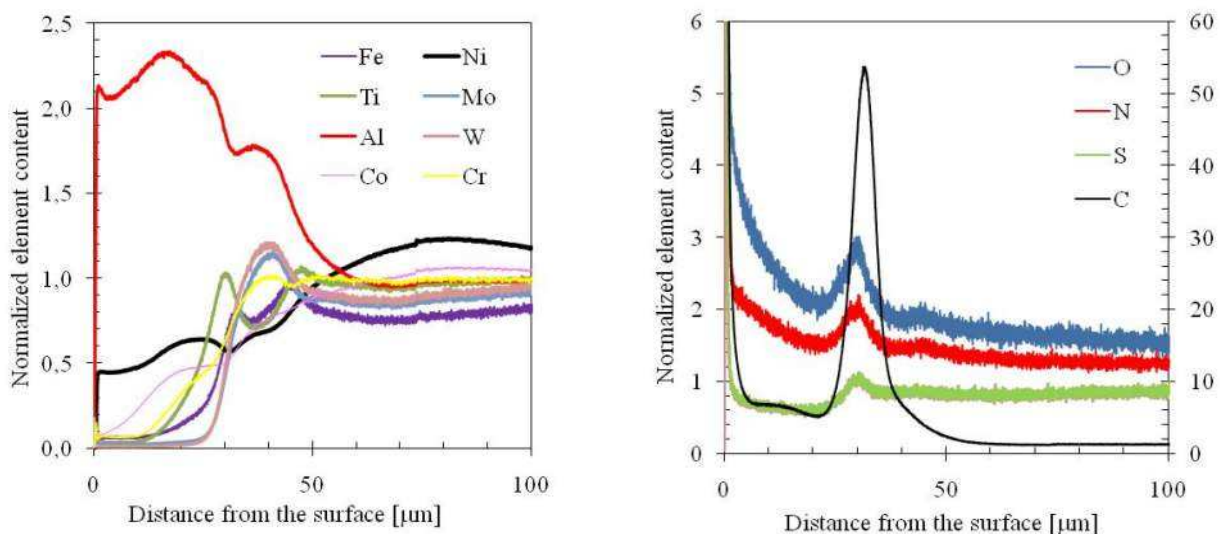 2,5
2,0
1,5
1,0
0,5
0,0
Normalized element content
Fe Ni
Ti Mo
Al W
Co Cr
0 50 100
Distance from the surface [µm]
6
5
4
3
2
1
0
Normalized element content
O
N
S
C
60
50
40
30
20
10
0
0 50 100
Distance from the surface [µm]